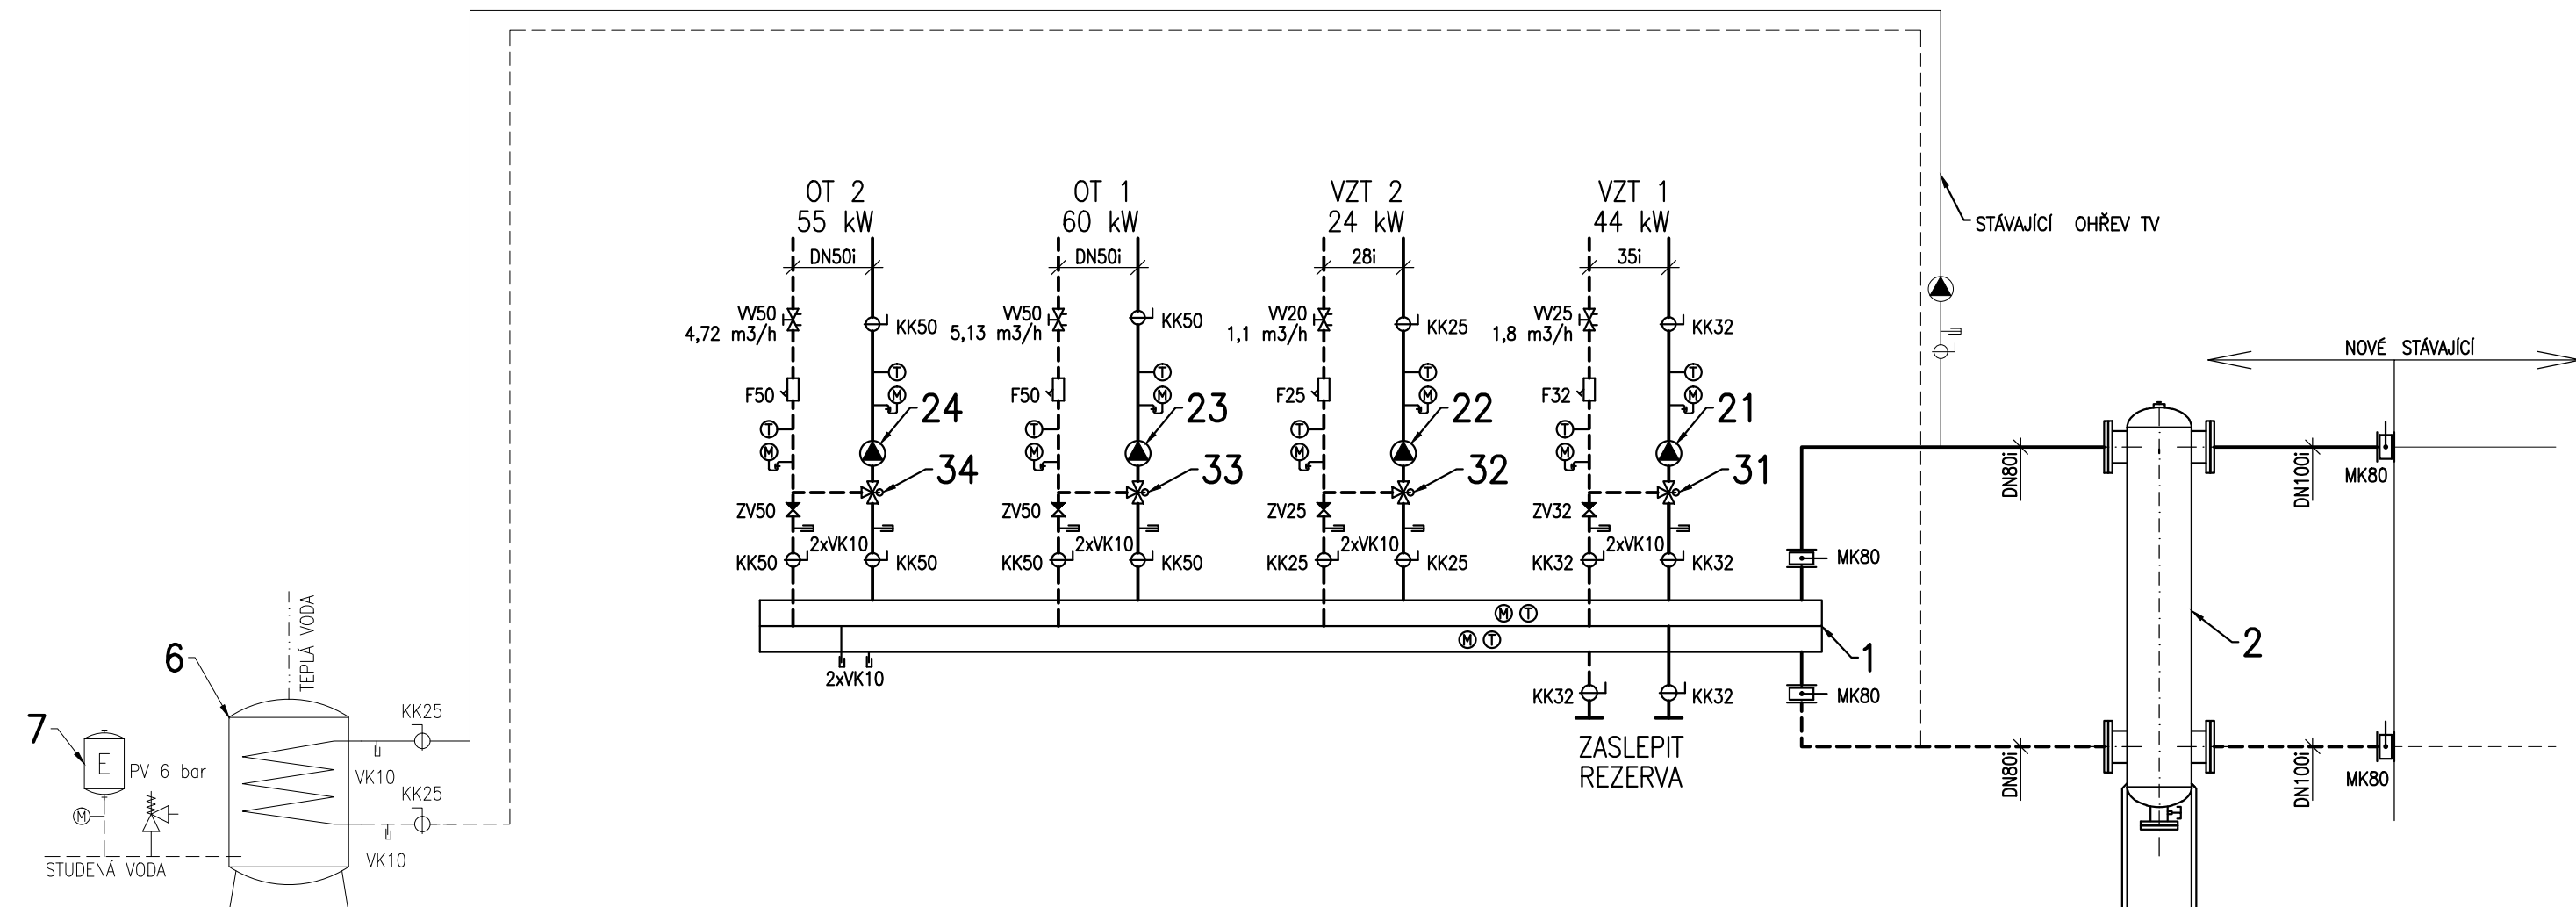 OT 2
55 kW
DN50i
VV50
4,72 m3/h
KK50
T
M
F50
24
T
M
34
ZV50
2xVK10
KK50
KK50
OT 1
60 kW
DN50i
VV50
5,13 m3/h
KK50
T
M
F50
23
T
M
33
ZV50
2xVK10
KK50
KK50
VZT 2
24 kW
28i
VV20
1,1 m3/h
KK25
T
M
F25
22
T
M
32
ZV25
2xVK10
KK25
KK25
VZT 1
44 kW
35i
VV25
1,8 m3/h
KK32
T
M
F32
21
T
M
31
ZV32
2xVK10
KK32
KK32
STÁVAJÍCÍ OHŘEV TV
NOVÉ STÁVAJÍCÍ
DN80i
DN100i
MK80
MK80
M T
M T
1
2
2xVK10
KK32
KK32
MK80
ZASLEPIT
REZERVA
DN80i
DN100i
MK80
TEPLÁ VODA
6
7
E
PV 6 bar
M
STUDENÁ VODA
KK25
VK10
KK25
VK10